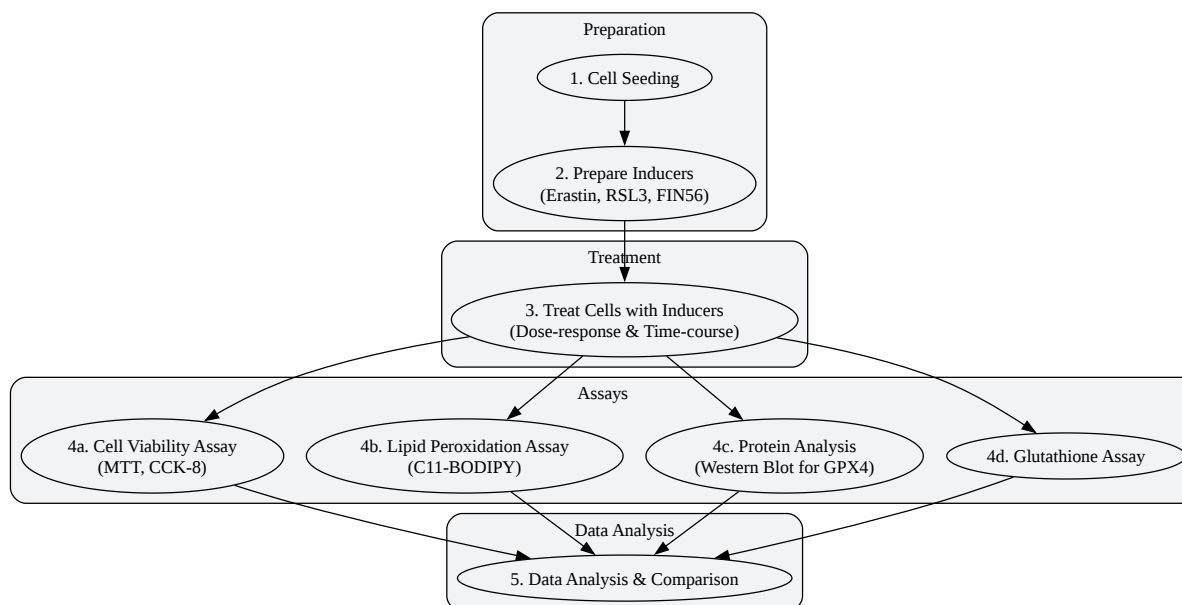 Preparation
1. Cell Seeding
2. Prepare Inducers
(Erastin, RSL3, FIN56)
Treatment
3. Treat Cells with Inducers
(Dose-response & Time-course)
Assays
4a. Cell Viability Assay
(MTT, CCK-8)
4b. Lipid Peroxidation Assay
(C11-BODIPY)
4c. Protein Analysis
(Western Blot for GPX4)
4d. Glutathione Assay
Data Analysis
5. Data Analysis & Comparison